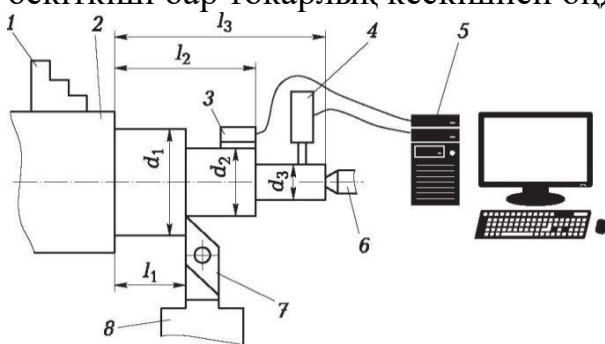 бекіткіші бар токарлық кескішпен
1 2 l3 4 5
l2
3
d1 d2 d3
6
l1 7
8